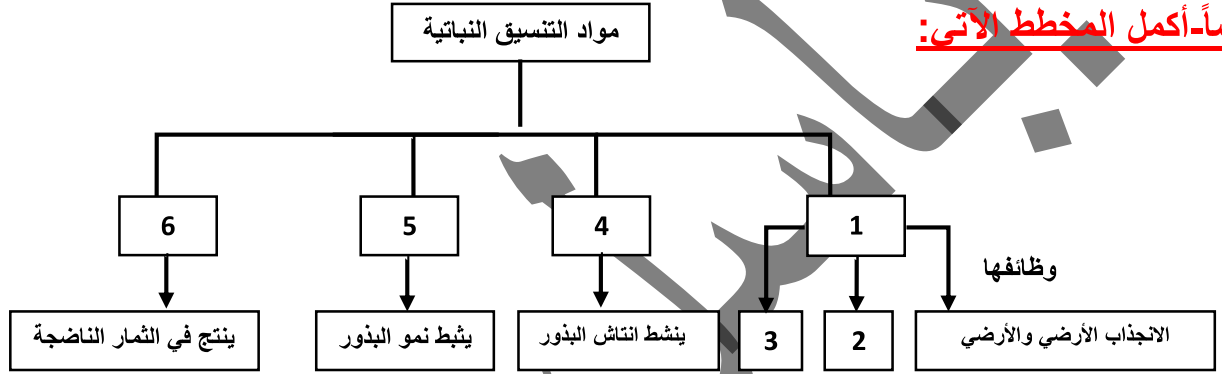 ماً-أكمل المخطط الآتي:
مواد التنسيق النباتية
1
4
5
6
وظائفها
الانجذاب الأرضي والأرضي
2
3
ينشط انتاش البذور
يثبط نمو البذور
ينتج في الثمار الناضجة